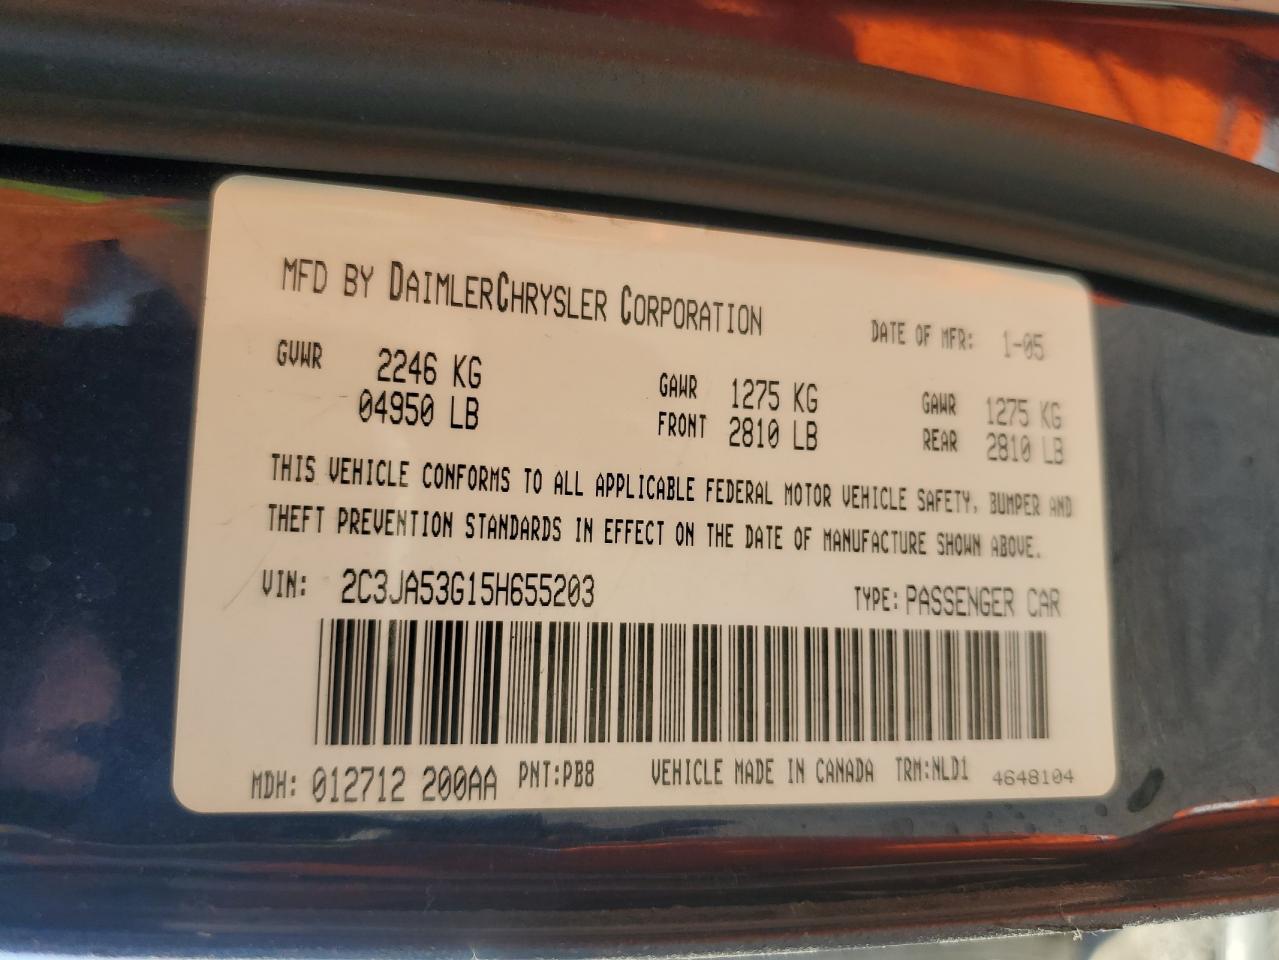 MFD BY DAIMLERCHRYSLER CORPORATION DATE OF MFR: 1-05
GVWR 2246 KG GAWR 1275 KG GAWR 1275 KG
04950 LB FRONT 2810 LB REAR 2810 LB
THIS VEHICLE CONFORMS TO ALL APPLICABLE FEDERAL MOTOR VEHICLE SAFETY, BUMPER AND
THEFT PREVENTION STANDARDS IN EFFECT ON THE DATE OF MANUFACTURE SHOWN ABOVE.
VIN: 2C3JA53G15H655203 TYPE: PASSENGER CAR
MDH: 012712 200AA PNT:PB8 VEHICLE MADE IN CANADA TRM:NLD1 4648104